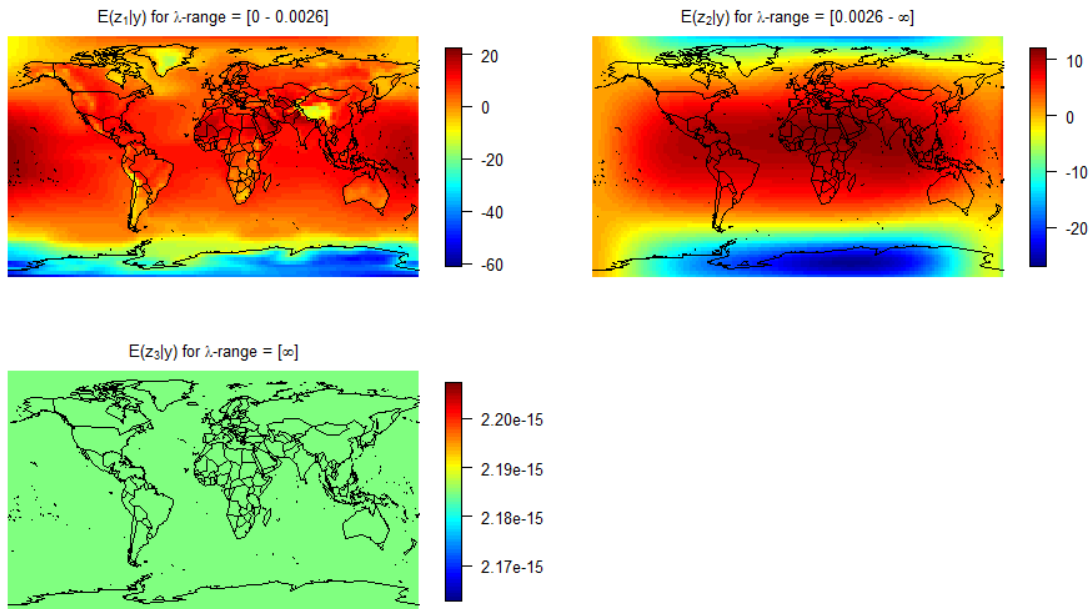 E(z₁|y) for λ-range = [0 - 0.0026]
20
0
-20
-40
-60
E(z₂|y) for λ-range = [0.0026 - ∞]
10
0
-10
-20
E(z₃|y) for λ-range = [∞]
2.20e-15
2.19e-15
2.18e-15
2.17e-15